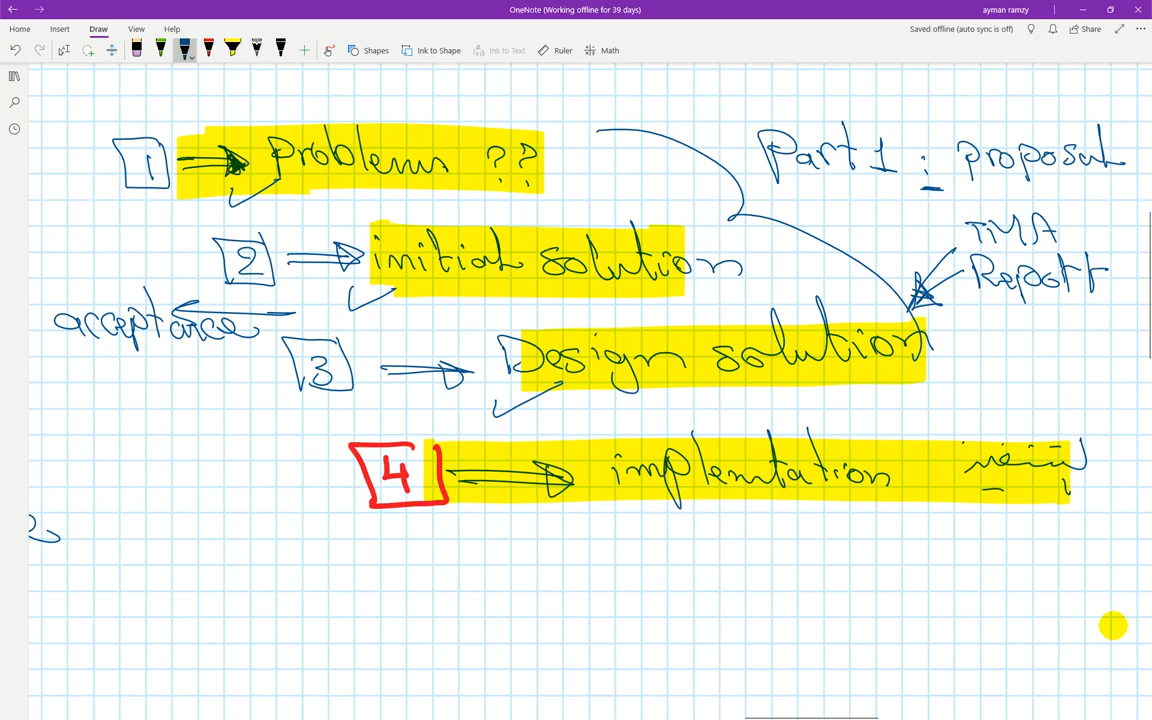 OneNote (Working offline for 39 days)
ayman ramzy
Home Insert Draw View Help
Saved offline (auto sync is off)
Share
Shapes Ink to Shape Ink to Text Ruler Math
Part 1 : proposal
1 Problems ??
TMA
2 initial solution
Report
acceptance
3 Design solution
4 implentation